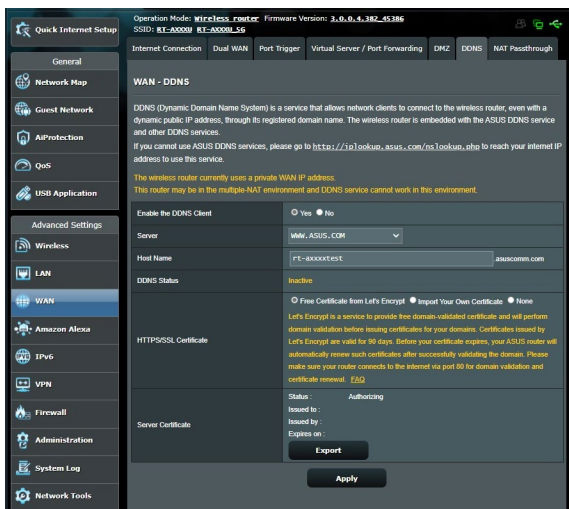 Operation Mode: Wireless router Firmware Version: 3.0.0.4.382_45386
SSID: RT-AXXXU RT-AXXXU_5G
Quick Internet Setup
General
Network Map
Guest Network
AiProtection
QoS
USB Application
Advanced Settings
Wireless
LAN
WAN
Amazon Alexa
IPv6
VPN
Firewall
Administration
System Log
Network Tools
Internet Connection Dual WAN Port Trigger Virtual Server / Port Forwarding DMZ DDNS NAT Passthrough
WAN - DDNS
DDNS (Dynamic Domain Name System) is a service that allows network clients to connect to the wireless router, even with a
dynamic public IP address, through its registered domain name. The wireless router is embedded with the ASUS DDNS service
and other DDNS services.
If you cannot use ASUS DDNS services, please go to http://iplookup.asus.com/nslookup.php to reach your internet IP
address to use this service.
The wireless router currently uses a private WAN IP address.
This router may be in the multiple-NAT environment and DDNS service cannot work in this environment.
Enable the DDNS Client Yes No
Server WWW.ASUS.COM
Host Name rt-axxxxtest .asuscomm.com
DDNS Status Inactive
HTTPS/SSL Certificate
Free Certificate from Let's Encrypt Import Your Own Certificate None
Let's Encrypt is a service to provide free domain-validated certificate and will perform
domain validation before issuing certificates for your domains. Certificates issued by
Let's Encrypt are valid for 90 days. Before your certificate expires, your ASUS router will
automatically renew such certificates after successfully validating the domain. Please
make sure your router connects to the internet via port 80 for domain validation and
certificate renewal. FAQ
Server Certificate
Status : Authorizing
Issued to :
Issued by :
Expires on :
Export
Apply